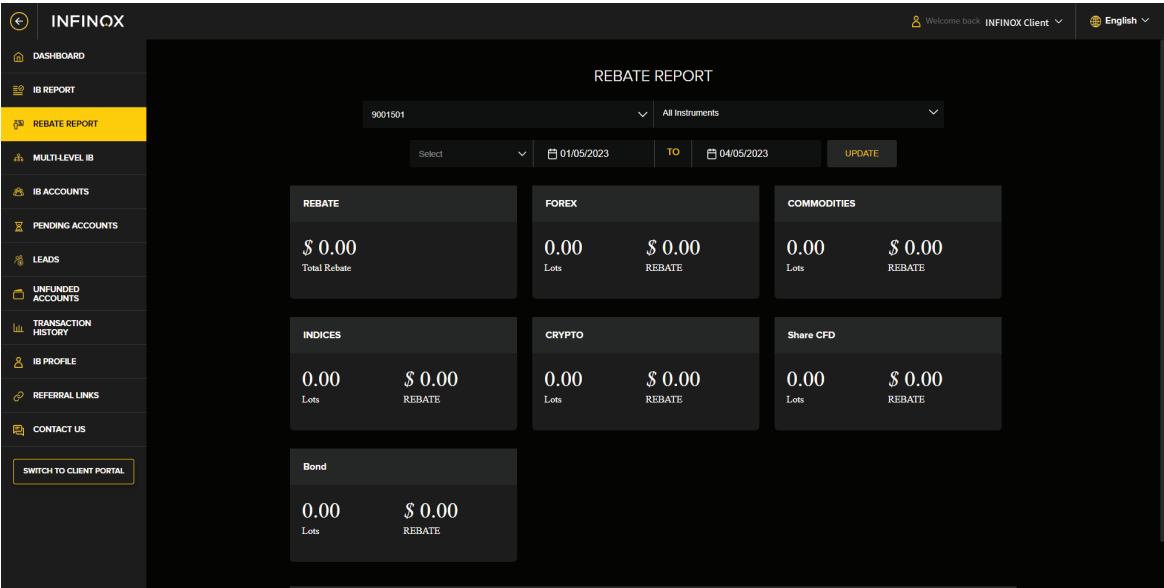 INFINOX
Welcome back INFINOX Client
English
DASHBOARD
IB REPORT
REBATE REPORT
MULTI-LEVEL IB
IB ACCOUNTS
PENDING ACCOUNTS
LEADS
UNFUNDED
ACCOUNTS
TRANSACTION
HISTORY
IB PROFILE
REFERRAL LINKS
CONTACT US
SWITCH TO CLIENT PORTAL
REBATE REPORT
9001501
All Instruments
Select
01/05/2023
TO
04/05/2023
UPDATE
REBATE
$ 0.00
Total Rebate
FOREX
0.00 $ 0.00
Lots REBATE
COMMODITIES
0.00 $ 0.00
Lots REBATE
INDICES
0.00 $ 0.00
Lots REBATE
CRYPTO
0.00 $ 0.00
Lots REBATE
Share CFD
0.00 $ 0.00
Lots REBATE
Bond
0.00 $ 0.00
Lots REBATE